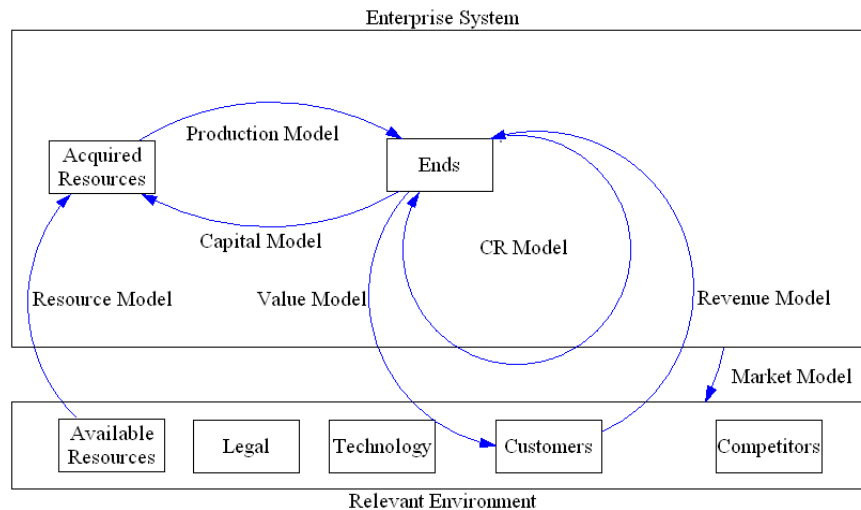 Enterprise System
Production Model
Acquired
Resources
Ends
Capital Model
CR Model
Resource Model
Value Model
Revenue Model
Market Model
Available
Resources
Legal
Technology
Customers
Competitors
Relevant Environment